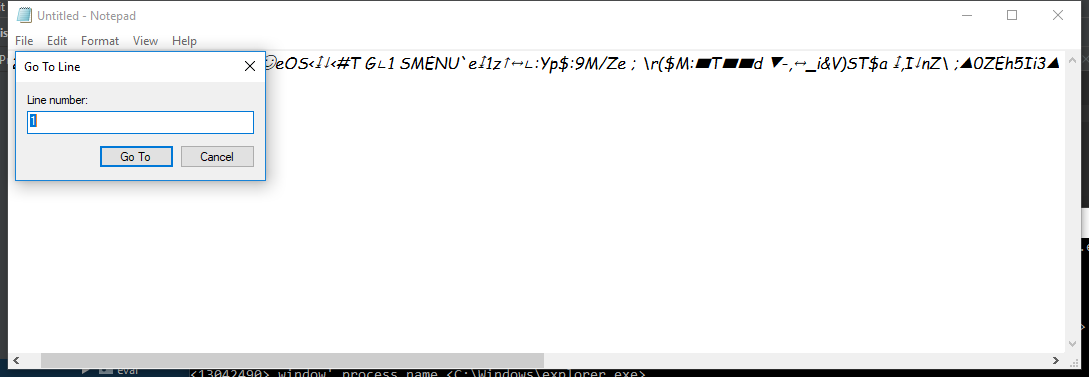 Untitled - Notepad
File Edit Format View Help
Go To Line
☺eOS<↨↓<#T G∟1 SMENU`e↨1z↑↔∟:Yp$:9M/Ze ; \r($M:■T■■d ▼-,↔_i&V)ST$a ↨,I↓nZ\ ;▲0ZEh5Ii3▲
Line number:
1
Go To Cancel
eval
<13042490> window' process name <C:\Windows\explorer.exe>